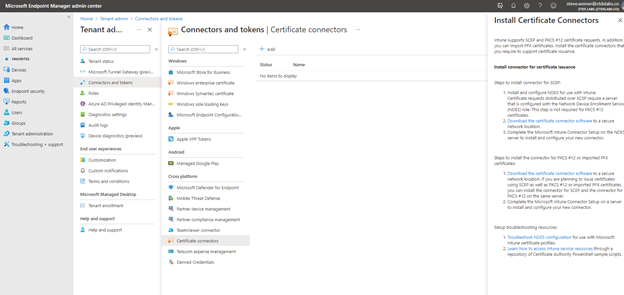 Microsoft Endpoint Manager admin center
steve.weiner@itdslabs.co
Home
Dashboard
All services
FAVORITES
Devices
Apps
Endpoint security
Reports
Users
Groups
Tenant administration
Troubleshooting + support
Home > Tenant admin > Connectors and tokens
Tenant ad...
Search (Ctrl+/)
Tenant status
Microsoft Tunnel Gateway (previ...
Connectors and tokens
Roles
Azure AD Privileged Identity Man...
Diagnostics settings
Audit logs
Device diagnostics (preview)
End user experiences
Customization
Custom notifications
Terms and conditions
Microsoft Managed Desktop
Tenant enrollment
Help and support
Help and support
Connectors and tokens | Certificate connectors
Search (Ctrl+/)
Windows
Microsoft Store for Business
Windows enterprise certificate
Windows Symantec certificate
Windows side loading keys
Microsoft Endpoint Configuratio...
Apple
Apple VPP Tokens
Android
Managed Google Play
Cross platform
Microsoft Defender for Endpoint
Mobile Threat Defense
Partner device management
Partner compliance management
TeamViewer connector
Certificate connectors
Telecom expense management
Derived Credentials
Add
Status
Name
No items to display
Install Certificate Connectors
Intune supports SCEP and PKCS #12 certificate requests. In addition,
you can import PFX certificates. Install the certificate connectors that
you require to support certificate issuance.
Install connector for certificate issuance
Steps to install connector for SCEP:
1. Install and configure NDES for use with Intune.
Certificate requests distributed over SCEP require a server
that is configured with the Network Device Enrollment Serv
(NDES) role. This step is not required for PKCS #12
certificates.
2. Download the certificate connector software to a secure
network location.
3. Complete the Microsoft Intune Connector Setup on the NDES
server to install and configure your new connector.
Steps to install the connector for PKCS #12 or imported PFX
certificates:
1. Download the certificate connector software to a secure
network location. If you are planning to issue certificates
using SCEP as well as PKCS #12 or imported PFX certificates,
you can install the connector for SCEP and the connector for
PKCS #12 on the same server.
2. Complete the Microsoft Intune Connector Setup on a server
to install and configure your new connector.
Setup troubleshooting resources:
1. Troubleshoot NDES configuration for use with Microsoft
Intune certificate profiles.
2. Learn how to access Intune service resources through a
repository of Certificate Authority Powershell sample scripts.